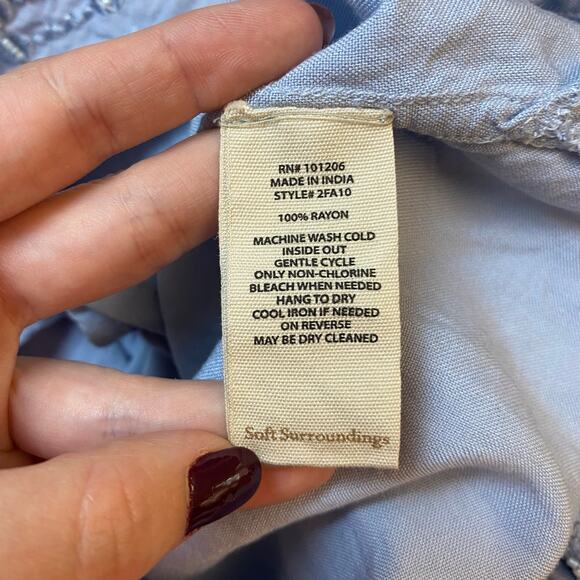 RN# 101206
MADE IN INDIA
STYLE# 2FA10
100% RAYON
MACHINE WASH COLD
INSIDE OUT
GENTLE CYCLE
ONLY NON-CHLORINE
BLEACH WHEN NEEDED
HANG TO DRY
COOL IRON IF NEEDED
ON REVERSE
MAY BE DRY CLEANED
Soft Surroundings